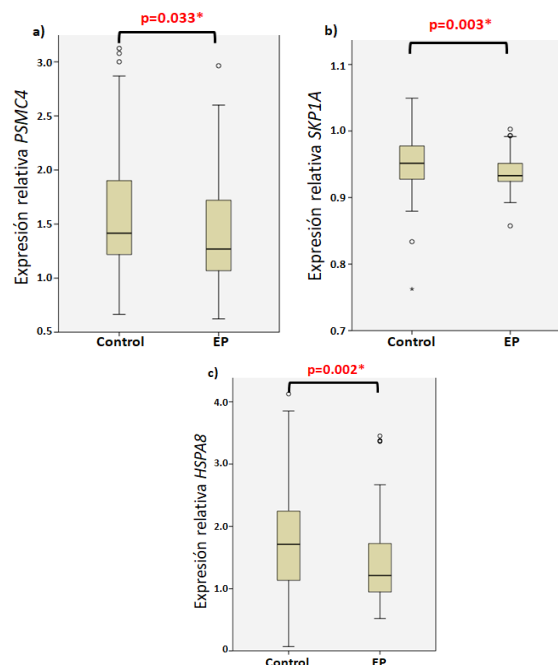 a)
p=0.033*
Expresión relativa PSMC4
3.0
2.5
2.0
1.5
1.0
0.5
Control
EP
b)
p=0.003*
Expresión relativa SKP1A
1.1
1.0
0.9
0.8
0.7
*
Control
EP
c)
p=0.002*
Expresión relativa HSPA8
4.0
3.0
2.0
1.0
0
Control
EP